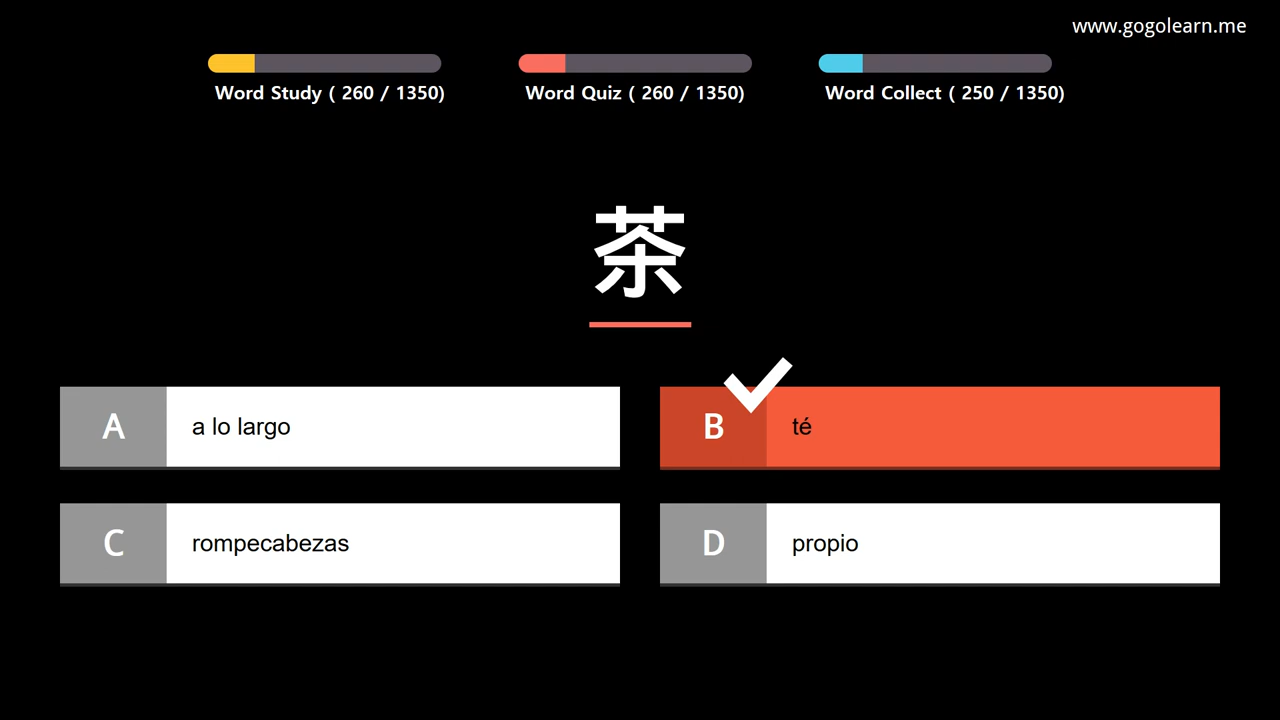 www.gogolearn.me
Word Study ( 260 / 1350)
Word Quiz ( 260 / 1350)
Word Collect ( 250 / 1350)
茶
A a lo largo
B té
C rompecabezas
D propio